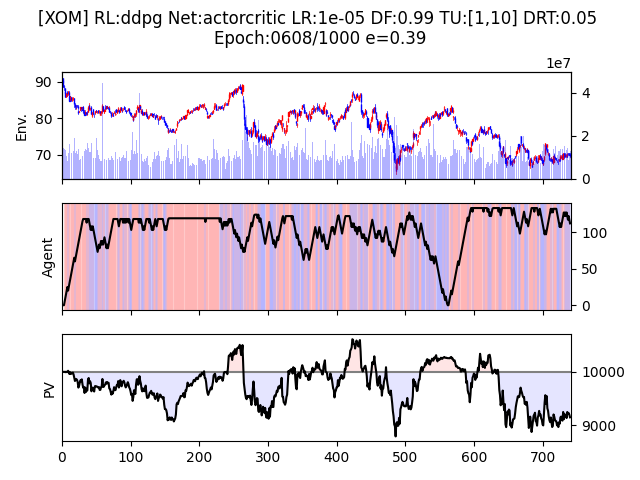 [XOM] RL:ddpg Net:actorcritic LR:1e-05 DF:0.99 TU:[1,10] DRT:0.05
Epoch:0608/1000 e=0.39
1e7
90
80
70
Env.
4
2
0
Agent
100
50
0
PV
10000
9000
0 100 200 300 400 500 600 700